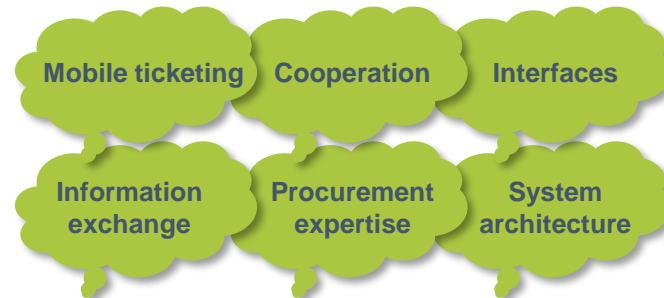 Mobile ticketing
Cooperation
Interfaces
Information
exchange
Procurement
expertise
System
architecture